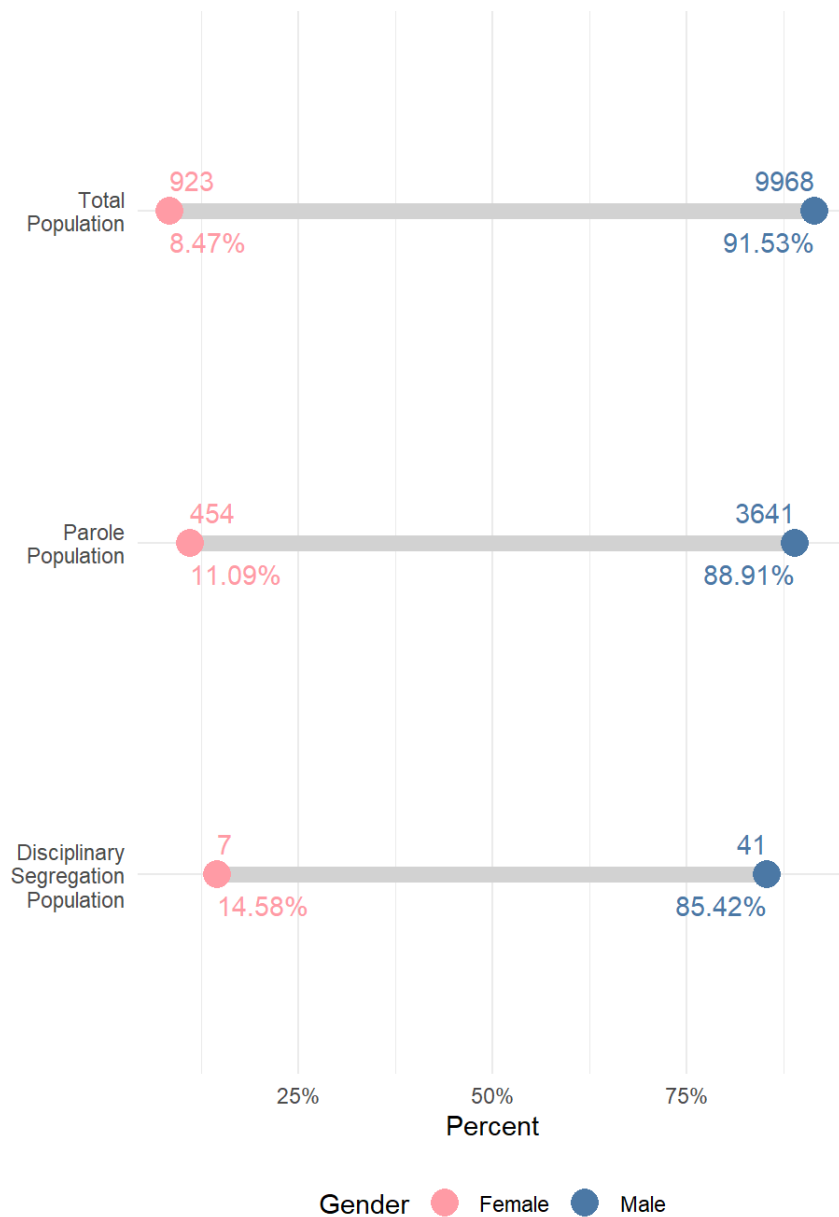 923
9968
Total
Population
8.47%
91.53%
454
3641
Parole
Population
11.09%
88.91%
7
41
Disciplinary
Segregation
Population
14.58%
85.42%
25%
50%
75%
Percent
Gender
Female
Male